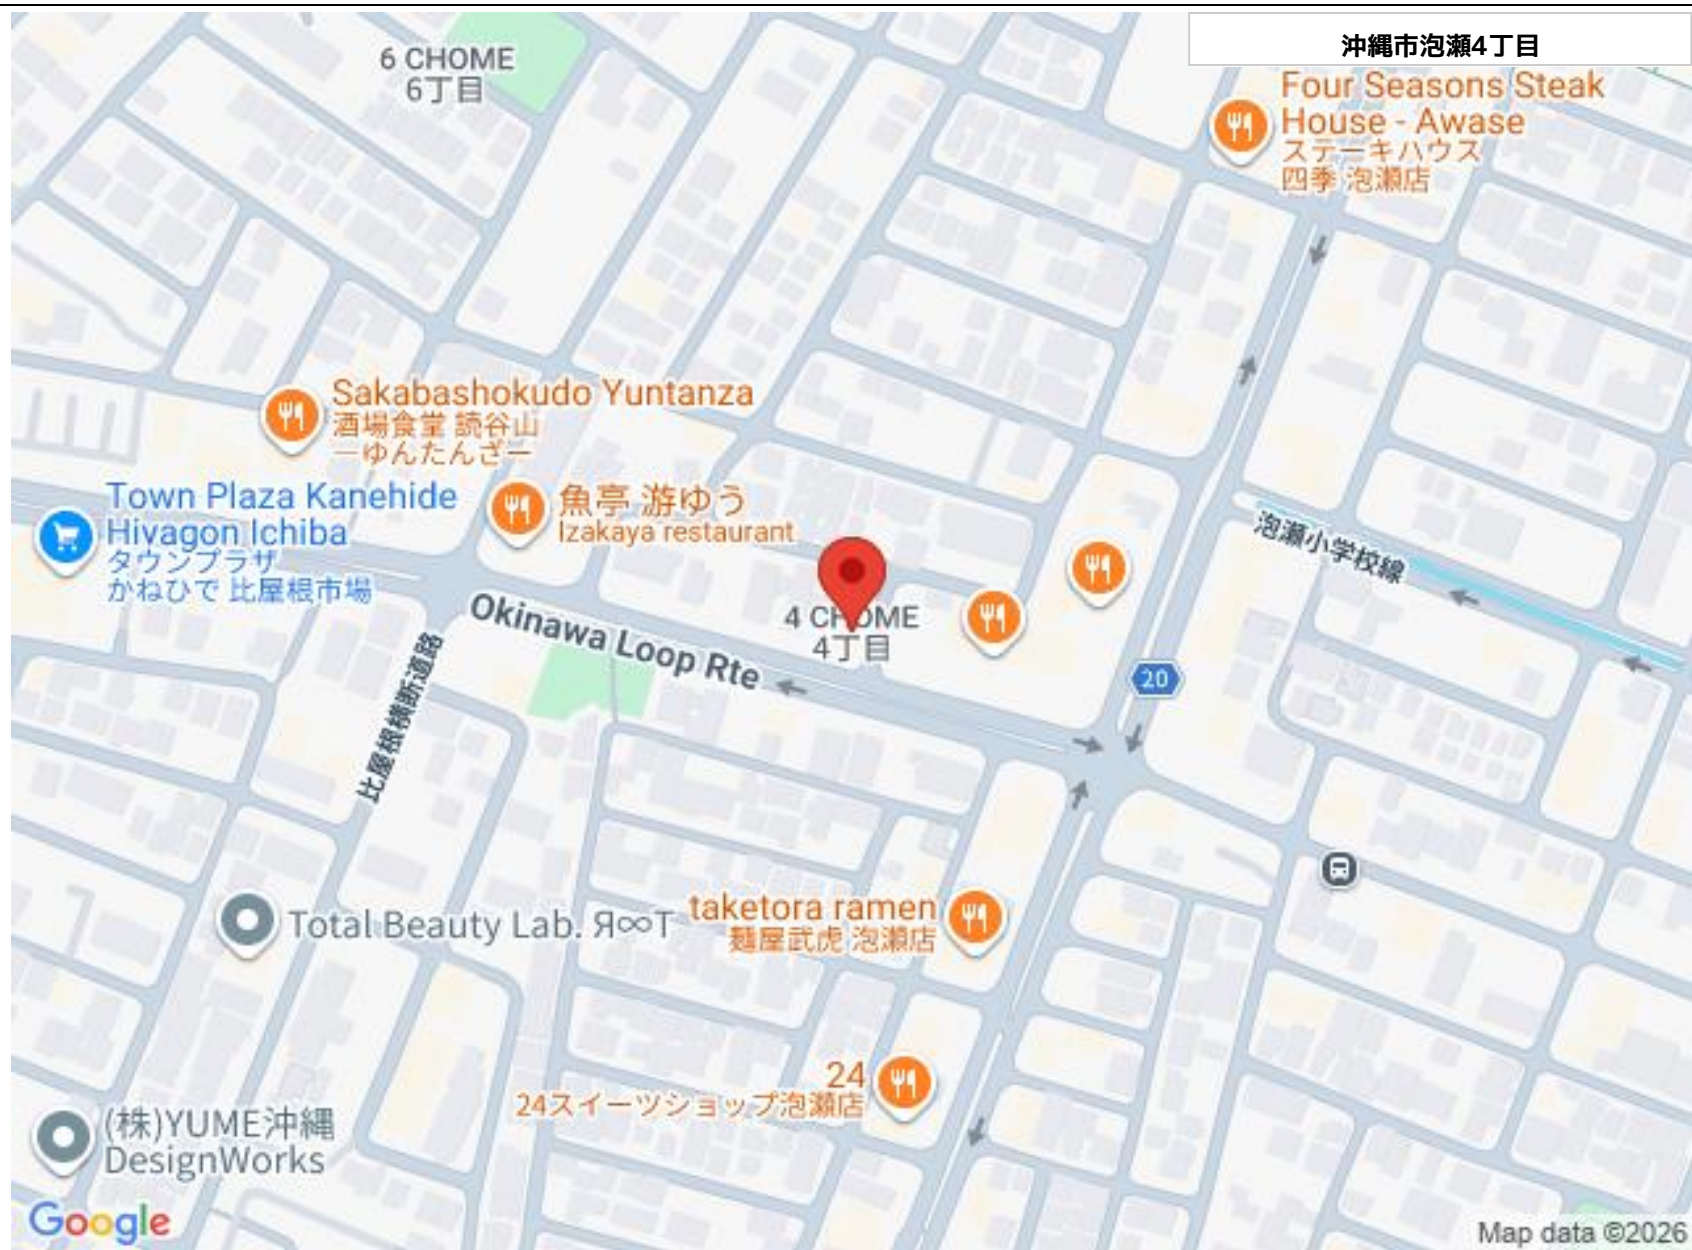 沖縄市泡瀬4丁目
6 CHOME
6丁目
Four Seasons Steak
House - Awase
ステーキハウス
四季 泡瀬店
Sakabashokudo Yuntanza
酒場食堂 読谷山
―ゆんたんざー
Town Plaza Kanehide
Hiyagon Ichiba
タウンプラザ
かねひで 比屋根市場
魚亭 游ゆう
Izakaya restaurant
泡瀬小学校線
4 CHOME
4丁目
Okinawa Loop Rte
20
比屋根横断道路
taketora ramen
麺屋武虎 泡瀬店
Total Beauty Lab. Я∞T
24
24スイーツショップ泡瀬店
(株)YUME沖縄
DesignWorks
Google
Map data ©2026